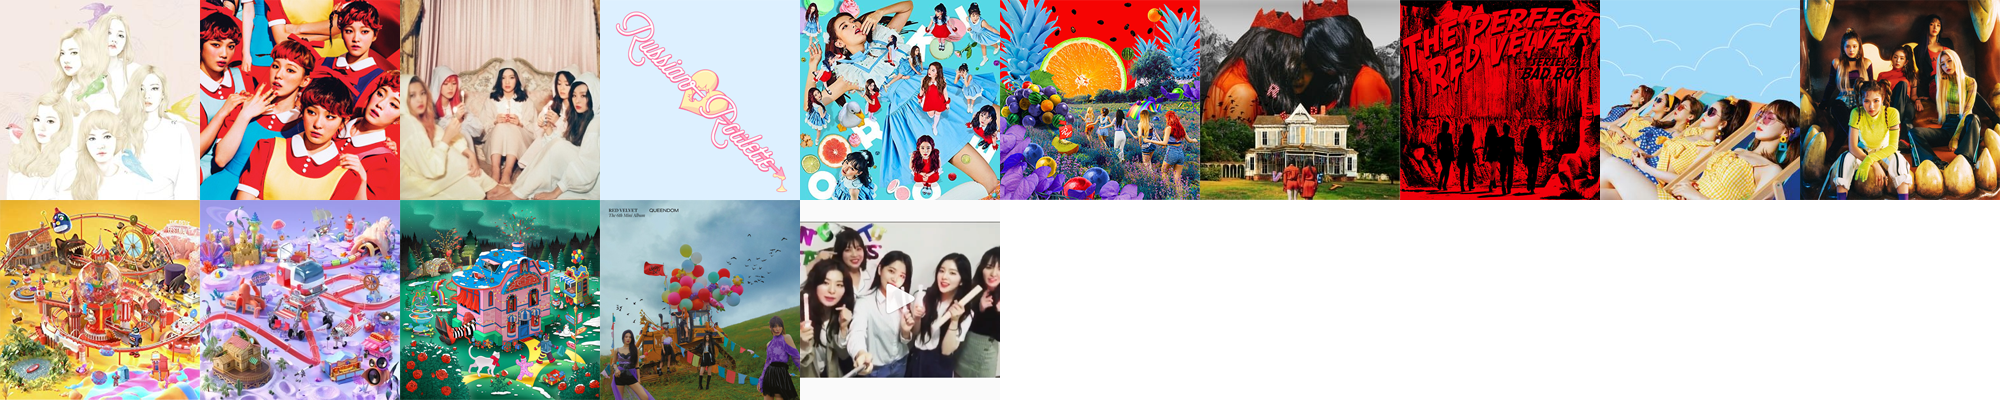 Russian Roulette
THE PERFECT
RED VELVET
SERIES 2
"BAD BOY"
RED VELVET
The 6th Mini Album
QUEENDOM